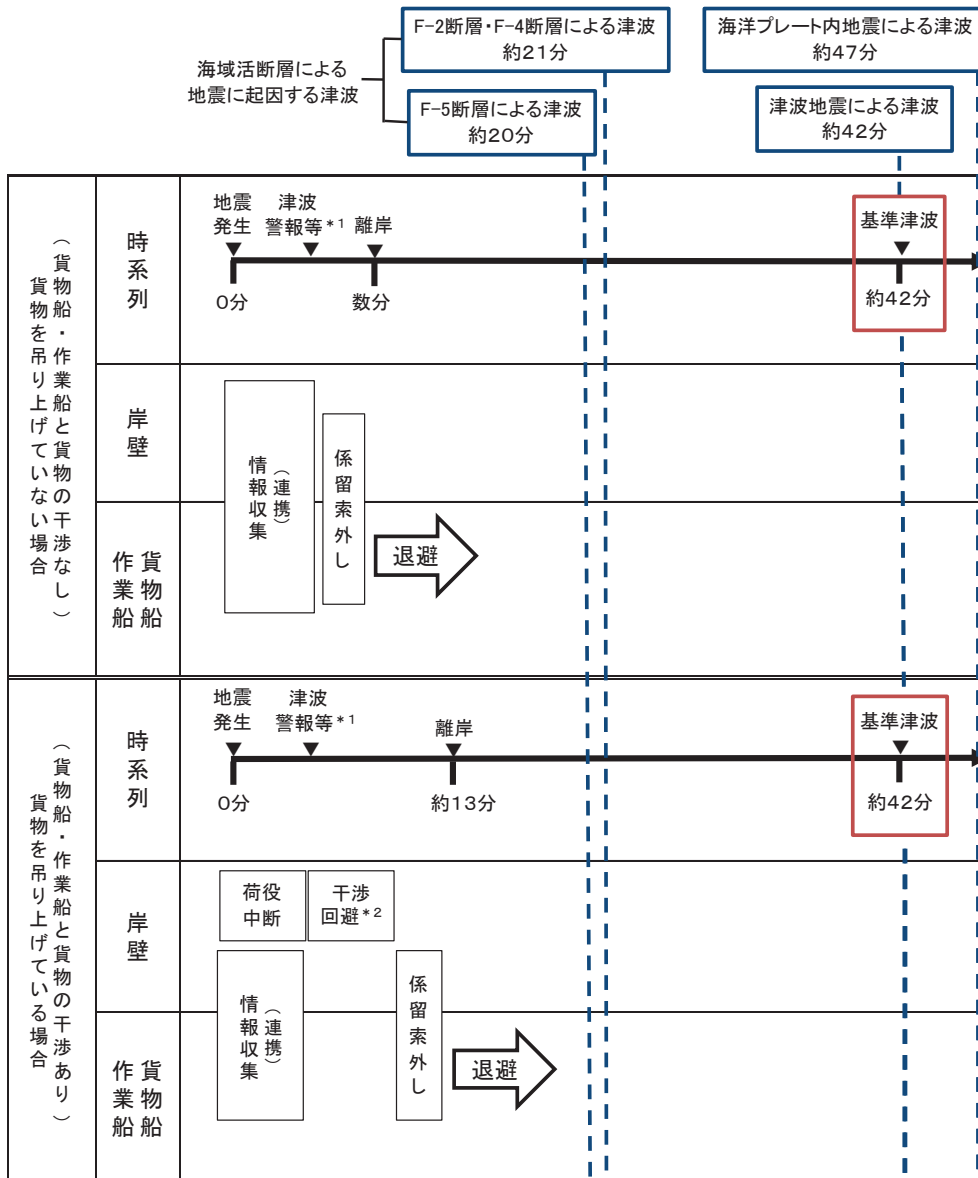 F-2断層・F-4断層による津波
約21分
海洋プレート内地震による津波
約47分
海域活断層による
地震に起因する津波
F-5断層による津波
約20分
津波地震による津波
約42分
貨物を吊り上げていない場合
（貨物船・作業船と貨物の干渉なし）
時系列
地震
発生
津波
警報等*1
離岸
基準津波
0分
数分
約42分
岸壁
情報収集
（連携）
係留索外し
貨物船
作業船
退避
貨物を吊り上げている場合
（貨物船・作業船と貨物の干渉あり）
時系列
地震
発生
津波
警報等*1
離岸
基準津波
0分
約13分
約42分
岸壁
荷役
中断
干渉
回避*2
情報収集
（連携）
係留索外し
貨物船
作業船
退避